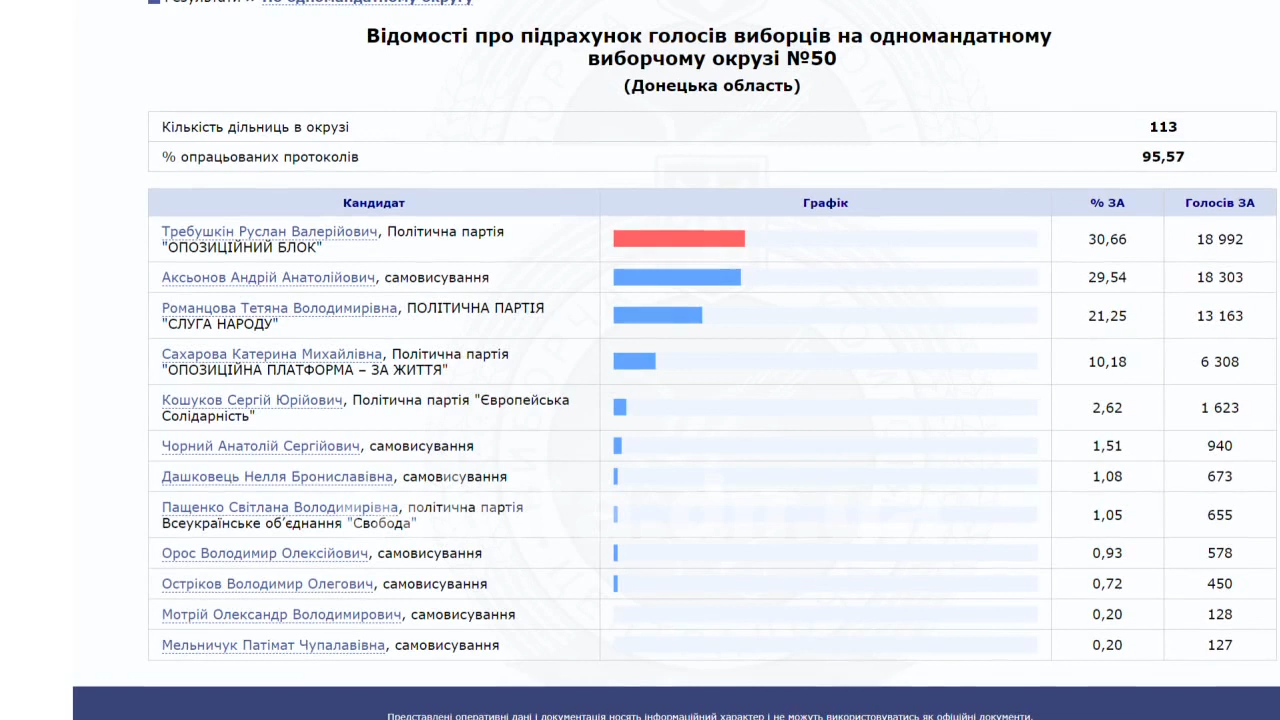 Результати » По одномандатному округу
Відомості про підрахунок голосів виборців на одномандатному
виборчому окрузі №50
(Донецька область)
Кількість дільниць в окрузі 113
% опрацьованих протоколів 95,57
Кандидат Графік % ЗА Голосів ЗА
Требушкін Руслан Валерійович, Політична партія
"ОПОЗИЦІЙНИЙ БЛОК" 30,66 18 992
Аксьонов Андрій Анатолійович, самовисування 29,54 18 303
Романцова Тетяна Володимирівна, ПОЛІТИЧНА ПАРТІЯ
"СЛУГА НАРОДУ" 21,25 13 163
Сахарова Катерина Михайлівна, Політична партія
"ОПОЗИЦІЙНА ПЛАТФОРМА – ЗА ЖИТТЯ" 10,18 6 308
Кошуков Сергій Юрійович, Політична партія "Європейська
Солідарність" 2,62 1 623
Чорний Анатолій Сергійович, самовисування 1,51 940
Дашковець Нелля Брониславівна, самовисування 1,08 673
Пащенко Світлана Володимирівна, політична партія
Всеукраїнське об’єднання "Свобода" 1,05 655
Орос Володимир Олексійович, самовисування 0,93 578
Остріков Володимир Олегович, самовисування 0,72 450
Мотрій Олександр Володимирович, самовисування 0,20 128
Мельничук Патімат Чупалавівна, самовисування 0,20 127
Представлені оперативні дані і документація носять інформаційний характер і не можуть використовуватись як офіційні документи.